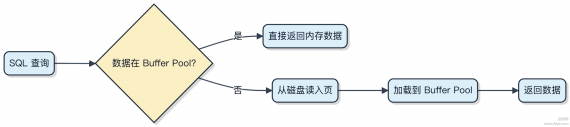 SQL 查询
数据在 Buffer Pool?
是
直接返回内存数据
否
从磁盘读入页
加载到 Buffer Pool
返回数据